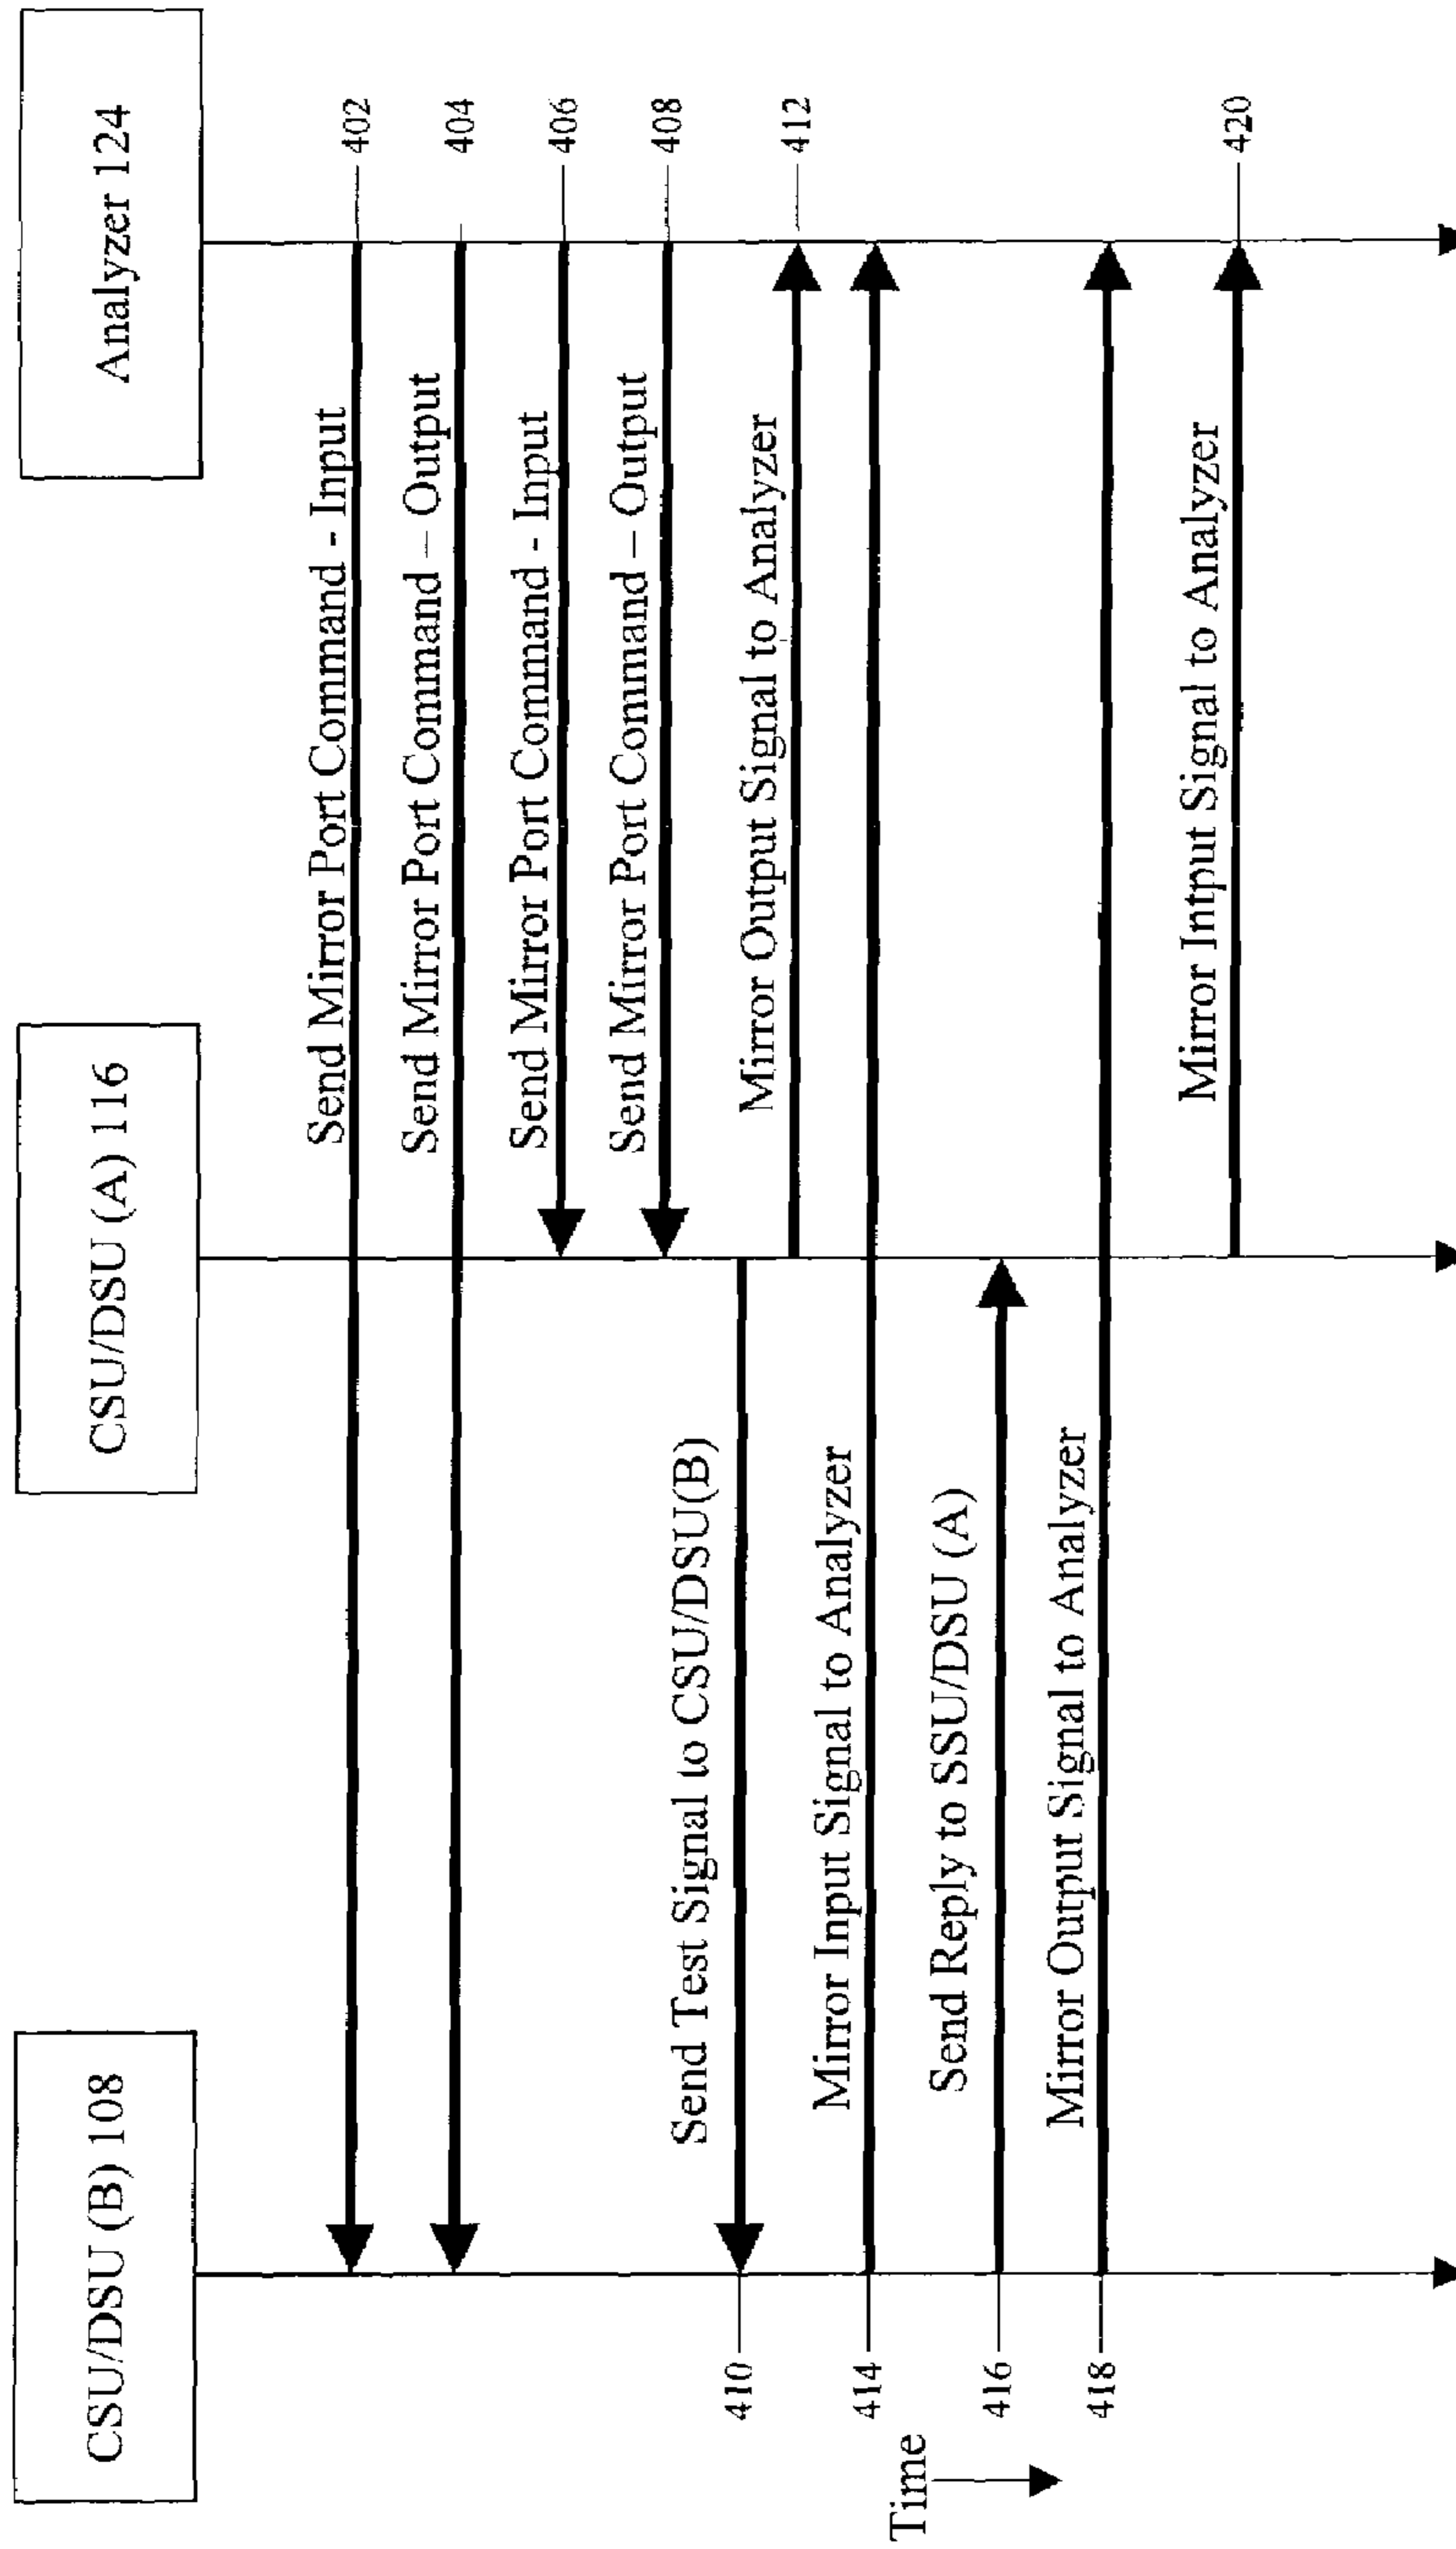 CSU/DSU (B) 108
CSU/DSU (A) 116
Analyzer 124
Send Mirror Port Command - Input
402
Send Mirror Port Command – Output
404
Send Mirror Port Command - Input
406
Send Mirror Port Command – Output
408
410
Send Test Signal to CSU/DSU(B)
Mirror Output Signal to Analyzer
412
414
Mirror Input Signal to Analyzer
416
Send Reply to SSU/DSU (A)
418
Mirror Output Signal to Analyzer
Mirror Intput Signal to Analyzer
420
Time